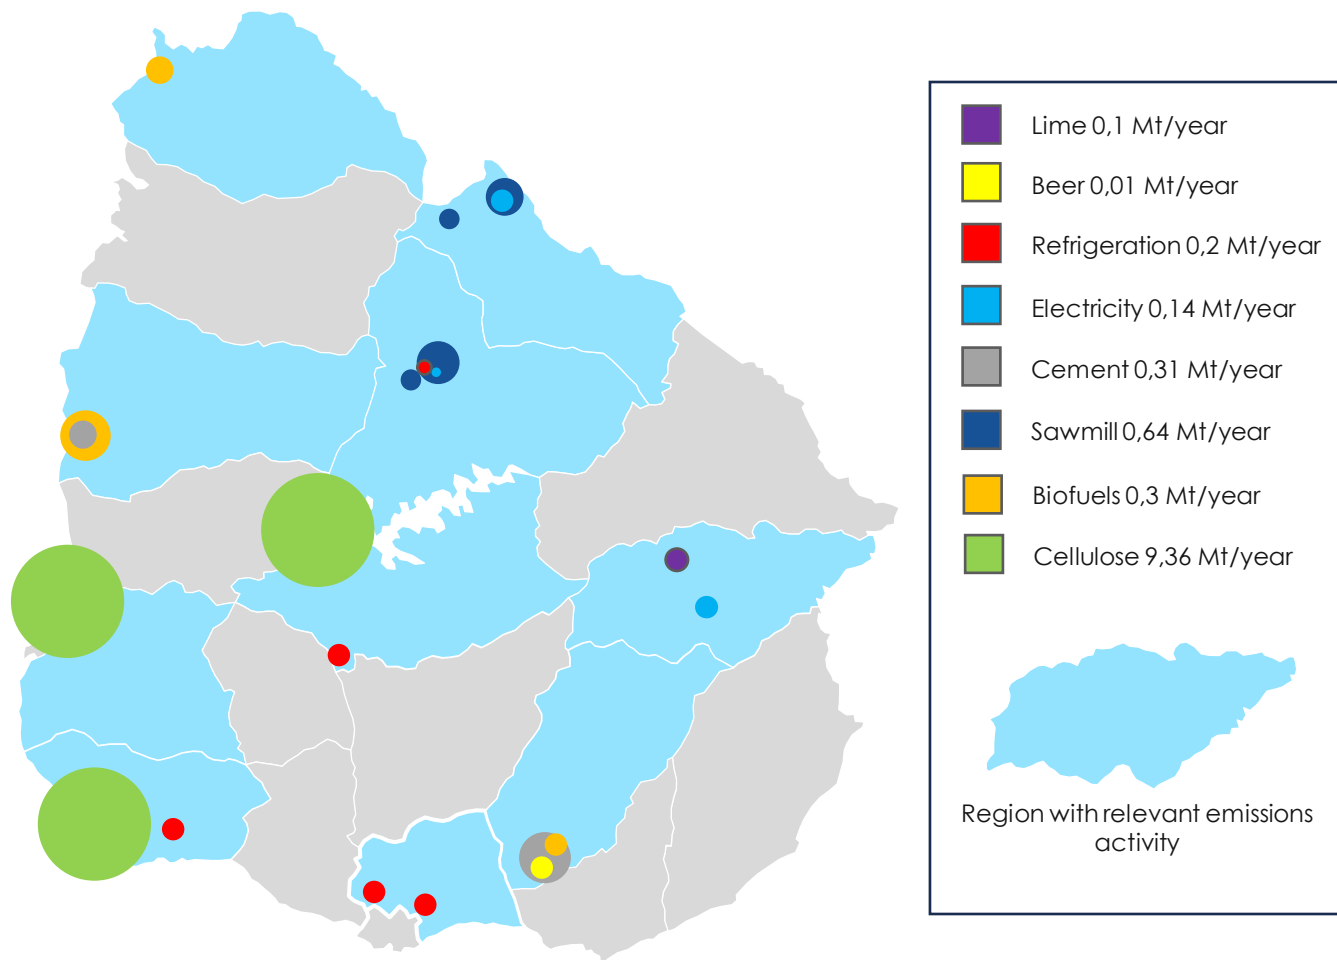 Lime 0,1 Mt/year
Beer 0,01 Mt/year
Refrigeration 0,2 Mt/year
Electricity 0,14 Mt/year
Cement 0,31 Mt/year
Sawmill 0,64 Mt/year
Biofuels 0,3 Mt/year
Cellulose 9,36 Mt/year
Region with relevant emissions
activity